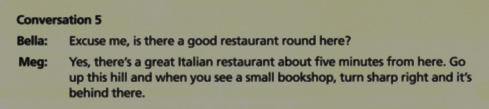 Conversation 5
Bella: Excuse me, is there a good restaurant round here?
Meg: Yes, there's a great Italian restaurant about five minutes from here. Go
up this hill and when you see a small bookshop, turn sharp right and it's
behind there.